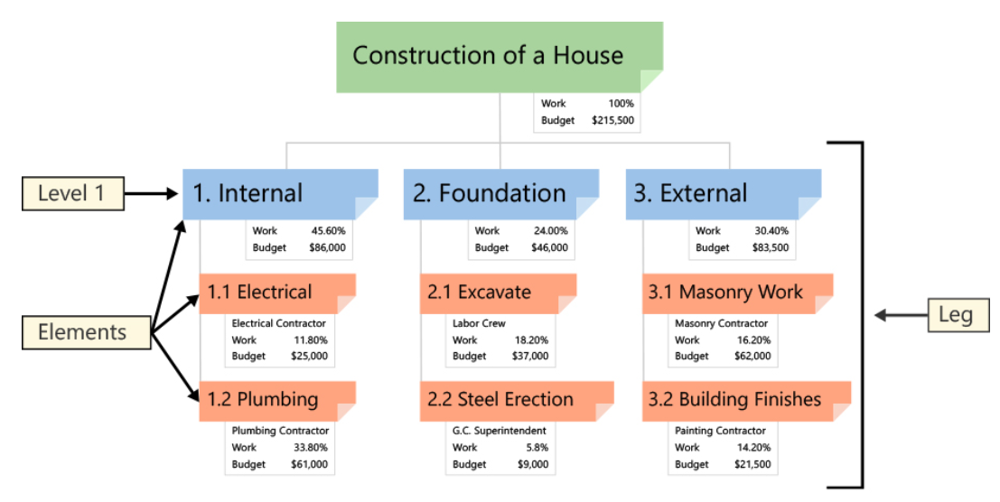 Construction of a House
Work 100%
Budget $215,500
Level 1
1. Internal
Work 45.60%
Budget $86,000
2. Foundation
Work 24.00%
Budget $46,000
3. External
Work 30.40%
Budget $83,500
Elements
1.1 Electrical
Electrical Contractor
Work 11.80%
Budget $25,000
2.1 Excavate
Labor Crew
Work 18.20%
Budget $37,000
3.1 Masonry Work
Masonry Contractor
Work 16.20%
Budget $62,000
Leg
1.2 Plumbing
Plumbing Contractor
Work 33.80%
Budget $61,000
2.2 Steel Erection
G.C. Superintendent
Work 5.8%
Budget $9,000
3.2 Building Finishes
Painting Contractor
Work 14.20%
Budget $21,500